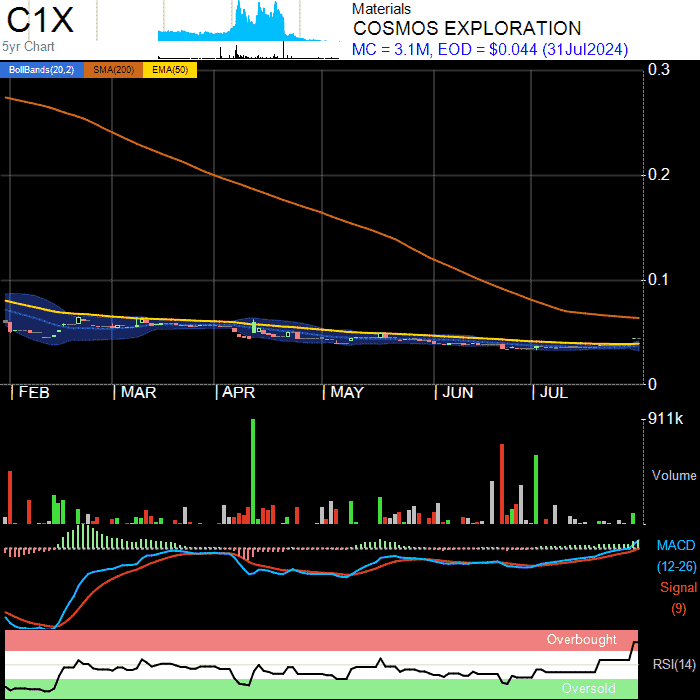 C1X
5yr Chart
Materials
COSMOS EXPLORATION
MC = 3.1M, EOD = $0.044 (31Jul2024)
BollBands(20,2) SMA(200) EMA(50)
0.3
0.2
0.1
0
FEB MAR APR MAY JUN JUL
911k
Volume
MACD
(12-26)
Signal
(9)
Overbought
RSI(14)
Oversold